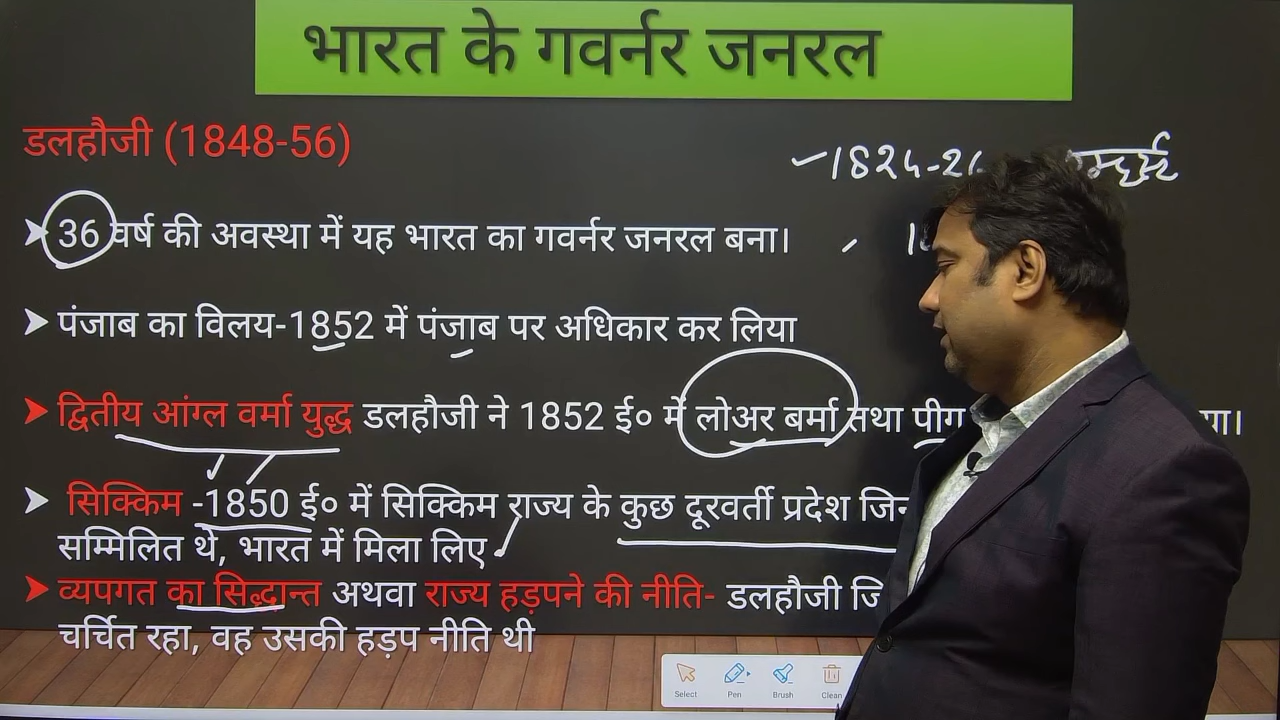 भारत के गवर्नर जनरल
डलहौजी (1848-56)
1824-26
➤ 36 वर्ष की अवस्था में यह भारत का गवर्नर जनरल बना।
➤ पंजाब का विलय-1852 में पंजाब पर अधिकार कर लिया
➤ द्वितीय आंग्ल वर्मा युद्ध डलहौजी ने 1852 ई० में लोअर बर्मा तथा
➤ सिक्किम -1850 ई० में सिक्किम राज्य के कुछ दूरवर्ती प्रदेश
सम्मिलित थे, भारत में मिला लिए
➤ व्यपगत का सिद्धान्त अथवा राज्य हड़पने की नीति- डलहौजी
चर्चित रहा, वह उसकी हड़प नीति थी
Select Pen Brush Clean